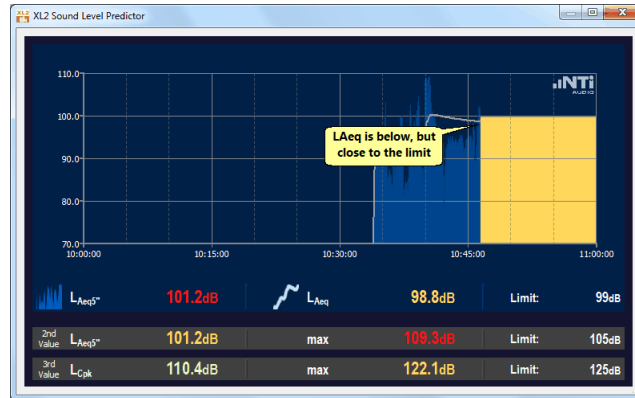 XL2 Sound Level Predictor
110.0
NTi
AUDIO
100.0
LAeq is below, but
close to the limit
90.0
80.0
70.0
10:00:00 10:15:00 10:30:00 10:45:00 11:00:00
LAeq5" 101.2dB LAeq 98.8dB Limit: 99dB
2nd
Value LAeq5" 101.2dB max 109.3dB Limit: 105dB
3rd
Value LCpk 110.4dB max 122.1dB Limit: 125dB